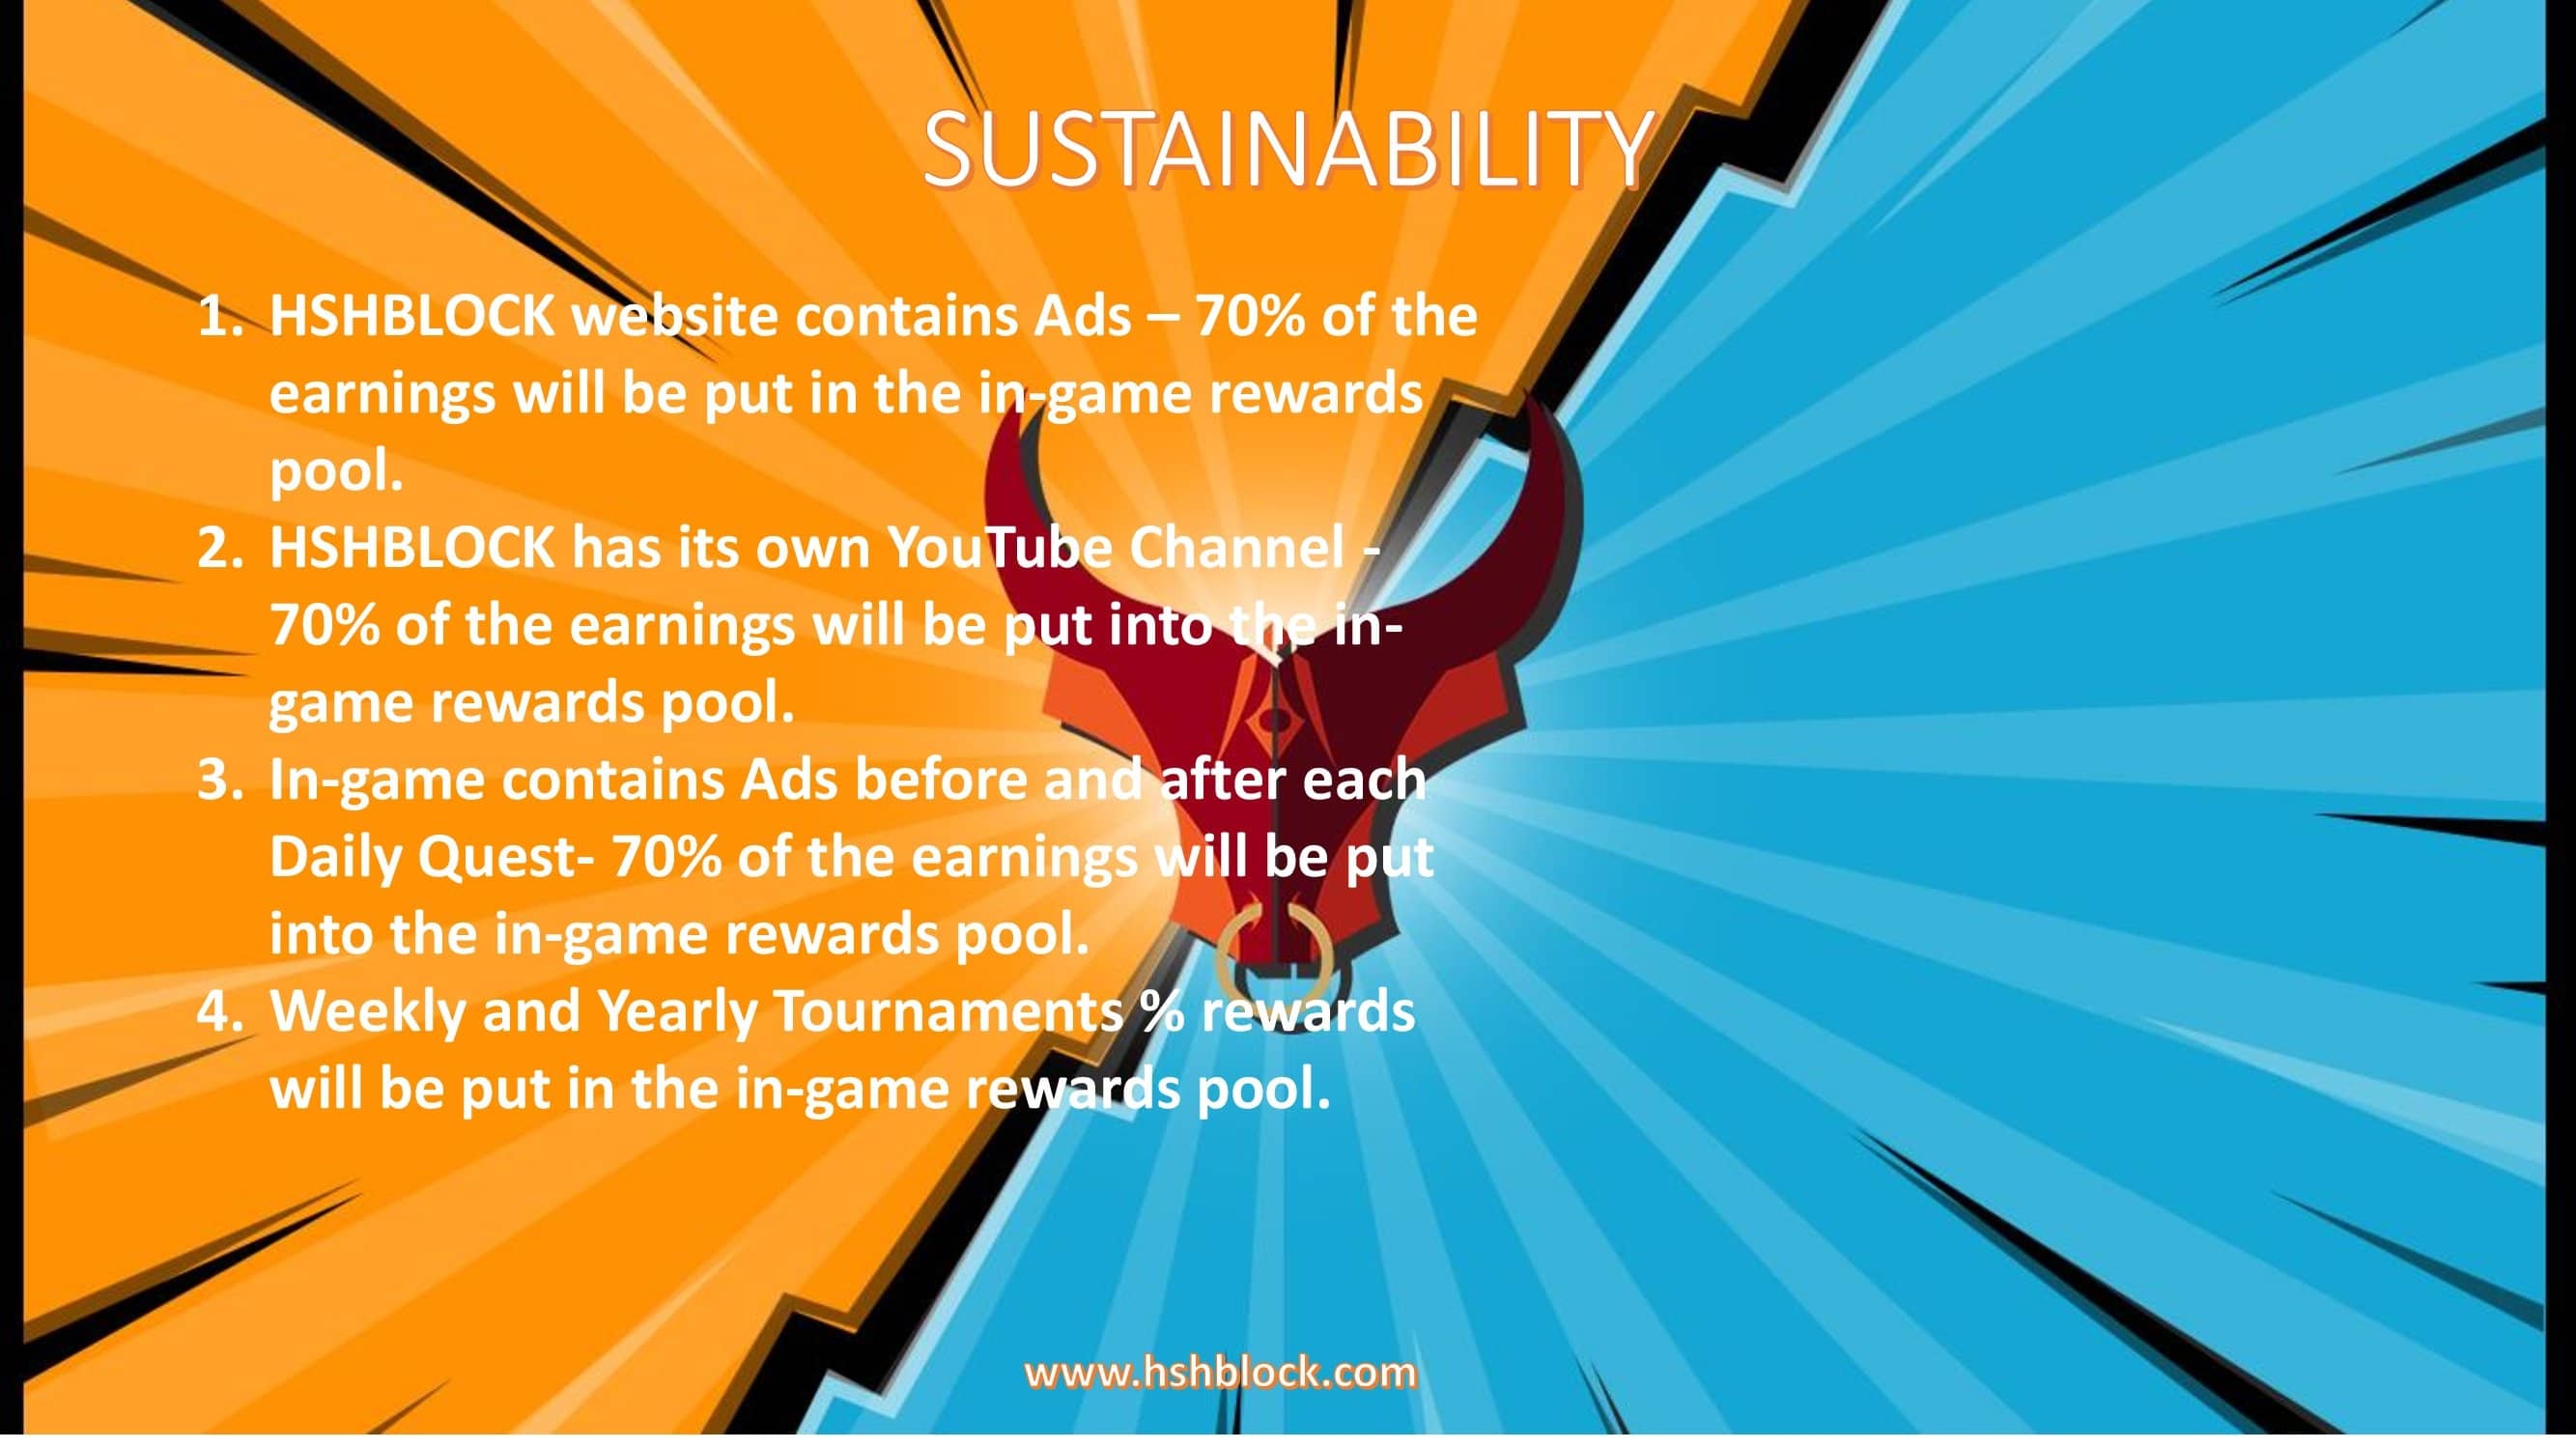 SUSTAINABILITY
1. HSHBLOCK website contains Ads – 70% of the
earnings will be put in the in-game rewards
pool.
2. HSHBLOCK has its own YouTube Channel -
70% of the earnings will be put into the in-
game rewards pool.
3. In-game contains Ads before and after each
Daily Quest- 70% of the earnings will be put
into the in-game rewards pool.
4. Weekly and Yearly Tournaments % rewards
will be put in the in-game rewards pool.
www.hshblock.com